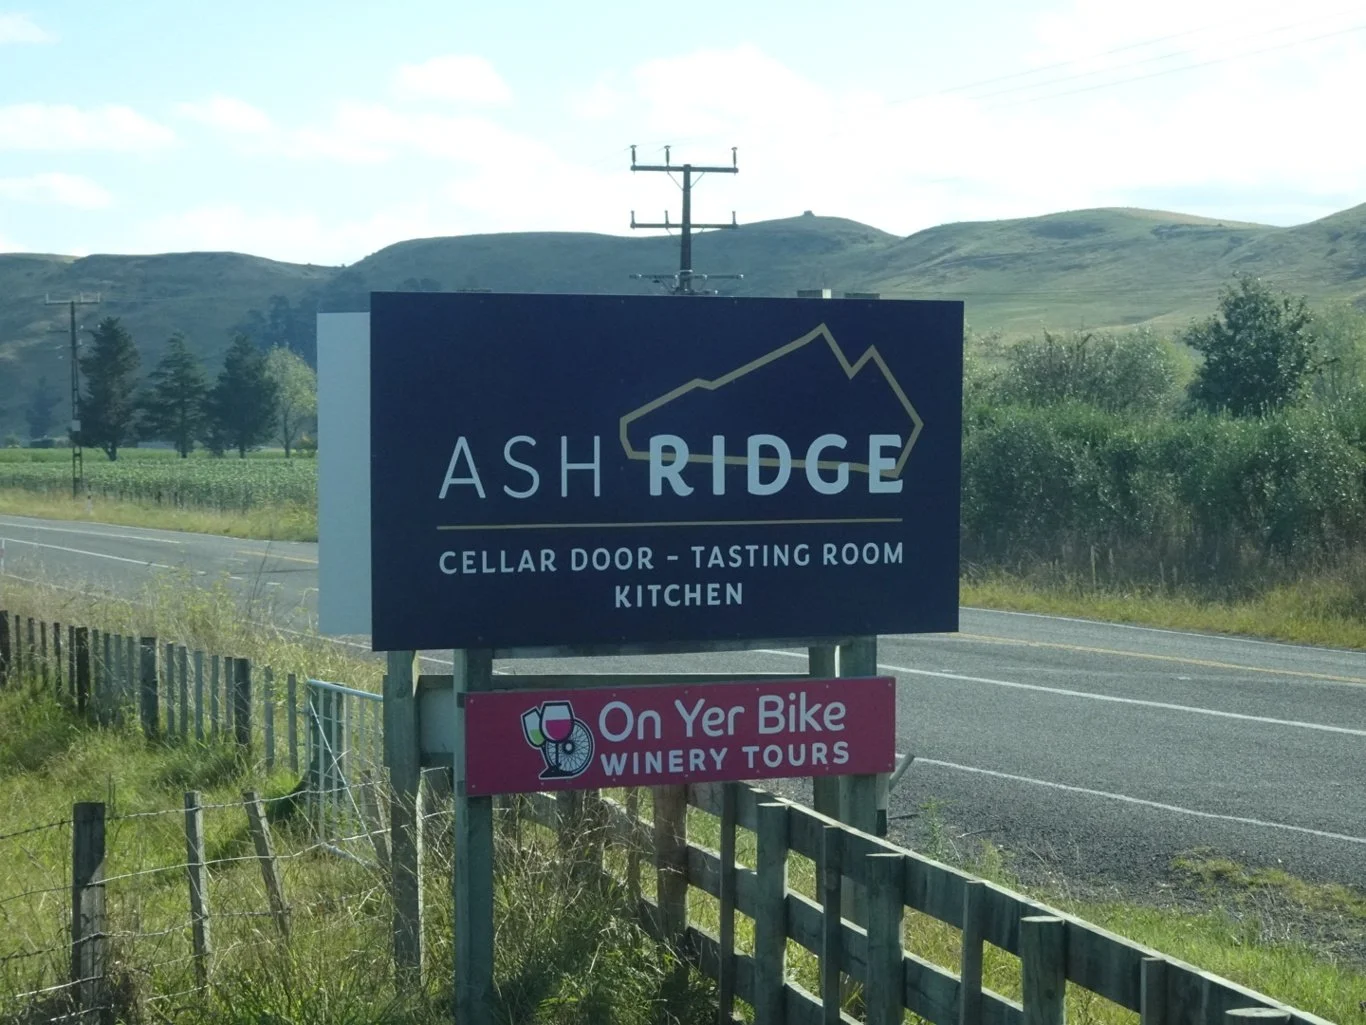 ASH RIDGE
CELLAR DOOR - TASTING ROOM
KITCHEN
On Yer Bike
WINERY TOURS